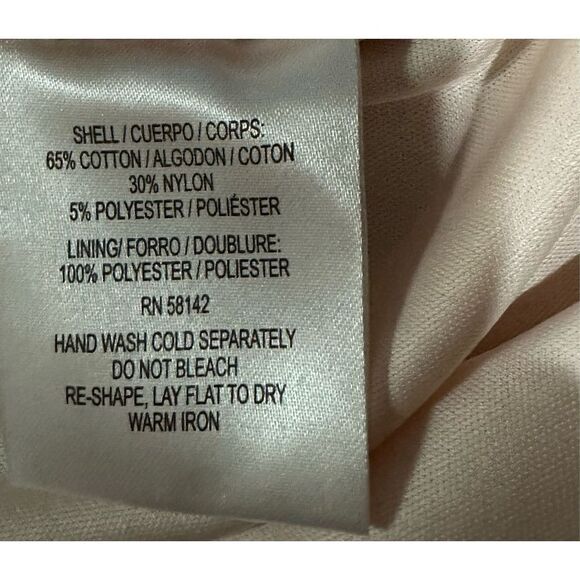 SHELL / CUERPO / CORPS:
65% COTTON / ALGODON / COTON
30% NYLON
5% POLYESTER / POLIÉSTER
LINING/ FORRO / DOUBLURE:
100% POLYESTER / POLIESTER
RN 58142
HAND WASH COLD SEPARATELY
DO NOT BLEACH
RE-SHAPE, LAY FLAT TO DRY
WARM IRON